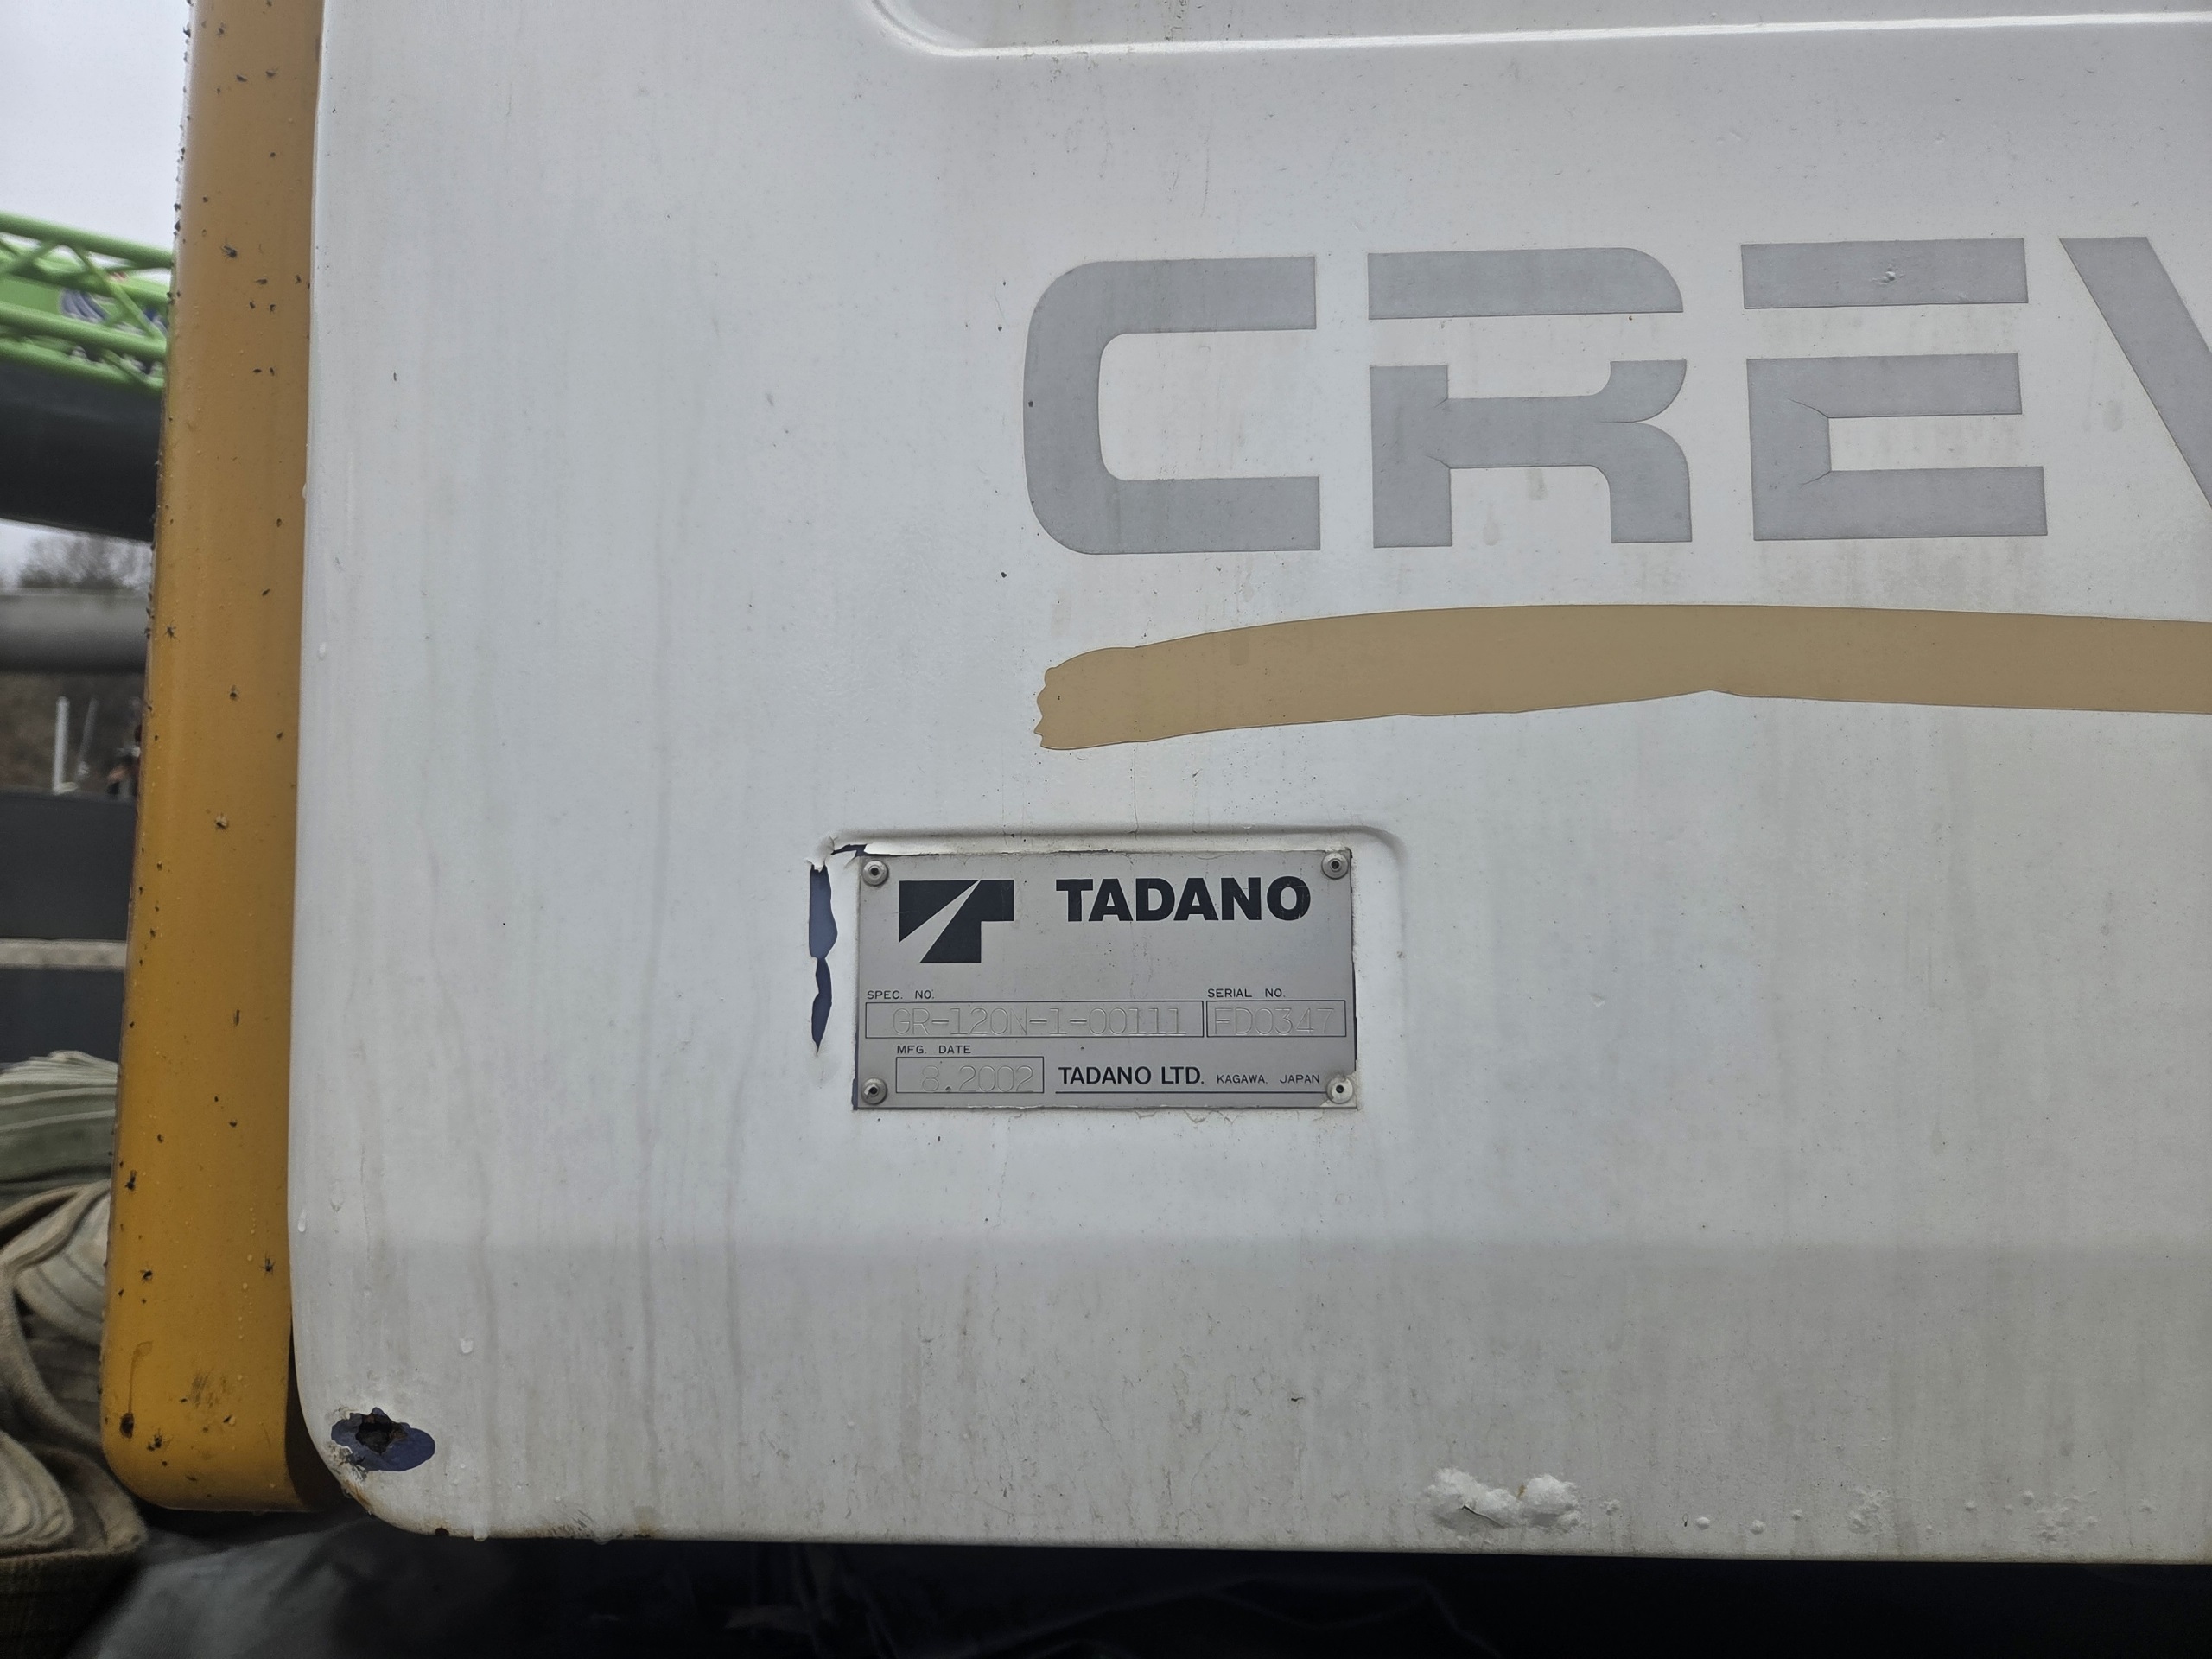 CREV
TADANO
SPEC. NO. SERIAL NO.
GR-120N-1-00111 FD0347
MFG. DATE
8.2002 TADANO LTD. KAGAWA, JAPAN